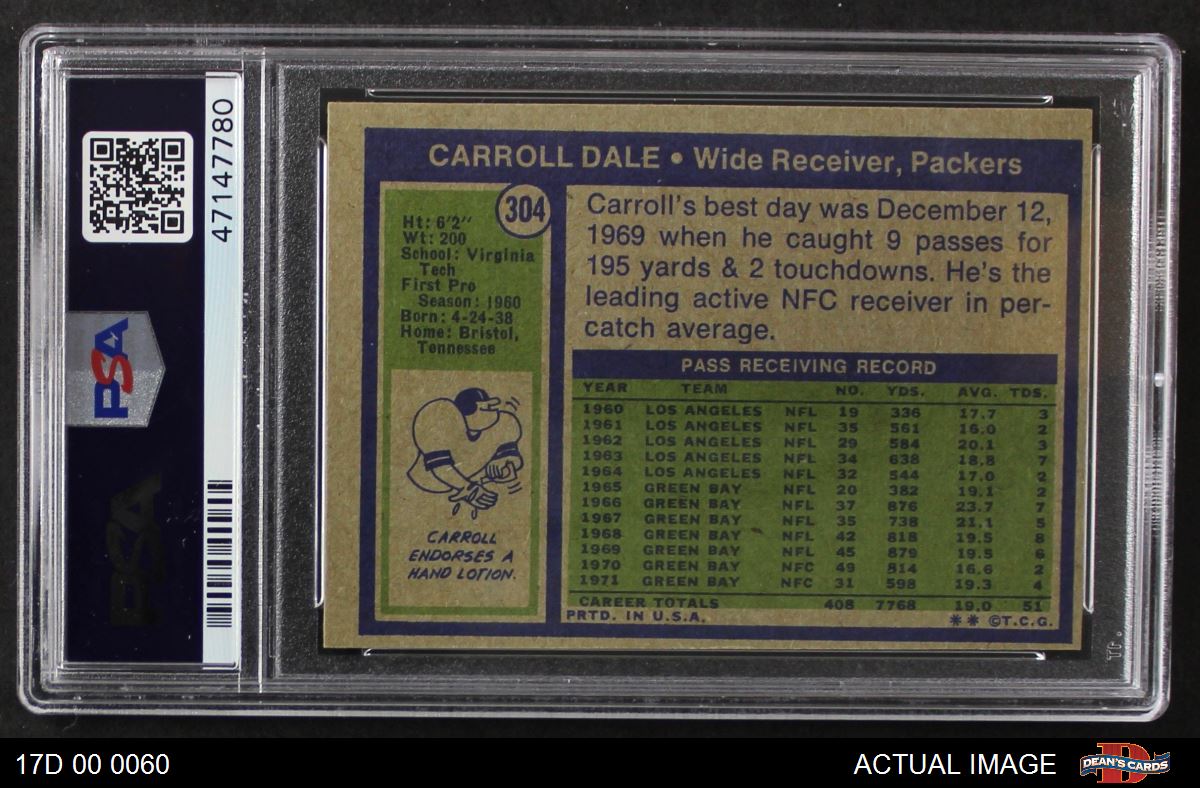 47147780
PSA
PSA
CARROLL DALE • Wide Receiver, Packers
304
Ht: 6'2"
Wt: 200
School: Virginia
Tech
First Pro
Season: 1960
Born: 4-24-38
Home: Bristol,
Tennessee
CARROLL
ENDORSES A
HAND LOTION.
Carroll's best day was December 12,
1969 when he caught 9 passes for
195 yards & 2 touchdowns. He's the
leading active NFC receiver in per-
catch average.
PASS RECEIVING RECORD
YEAR TEAM NO. YDS. AVG. TDS.
1960 LOS ANGELES NFL 19 336 17.7 3
1961 LOS ANGELES NFL 35 561 16.0 2
1962 LOS ANGELES NFL 29 584 20.1 3
1963 LOS ANGELES NFL 34 638 18.8 7
1964 LOS ANGELES NFL 32 544 17.0 2
1965 GREEN BAY NFL 20 382 19.1 2
1966 GREEN BAY NFL 37 876 23.7 7
1967 GREEN BAY NFL 35 738 21.1 5
1968 GREEN BAY NFL 42 818 19.5 8
1969 GREEN BAY NFL 45 879 19.5 6
1970 GREEN BAY NFC 49 814 16.6 2
1971 GREEN BAY NFC 31 598 19.3 4
CAREER TOTALS 408 7768 19.0 51
PRTD. IN U.S.A. ** ©T.C.G.
17D 00 0060
ACTUAL IMAGE
DEAN'S CARDS